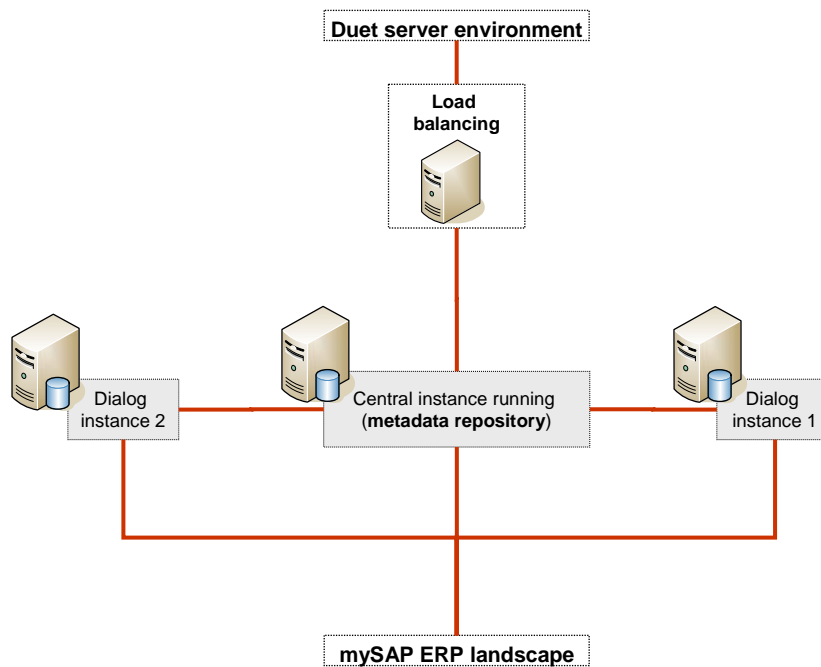 Duet server environment
Load
balancing
Dialog
instance 2
Central instance running
(metadata repository)
Dialog
instance 1
mySAP ERP landscape